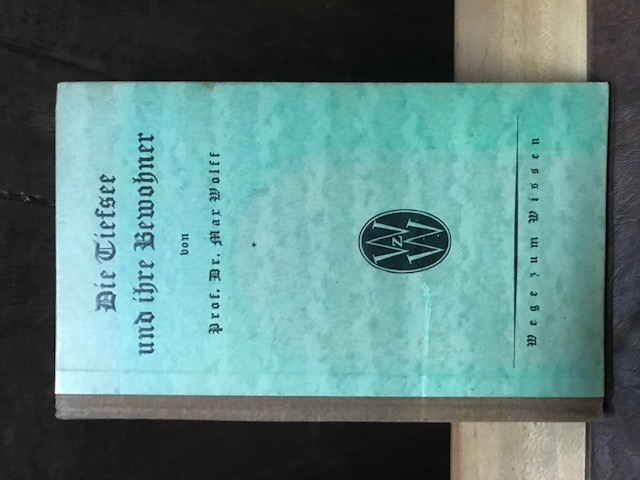 Die Tiefsee
und ihre Bewohner
von
Prof. Dr. Max Wolff
*
WzW
Wege zum Wissen